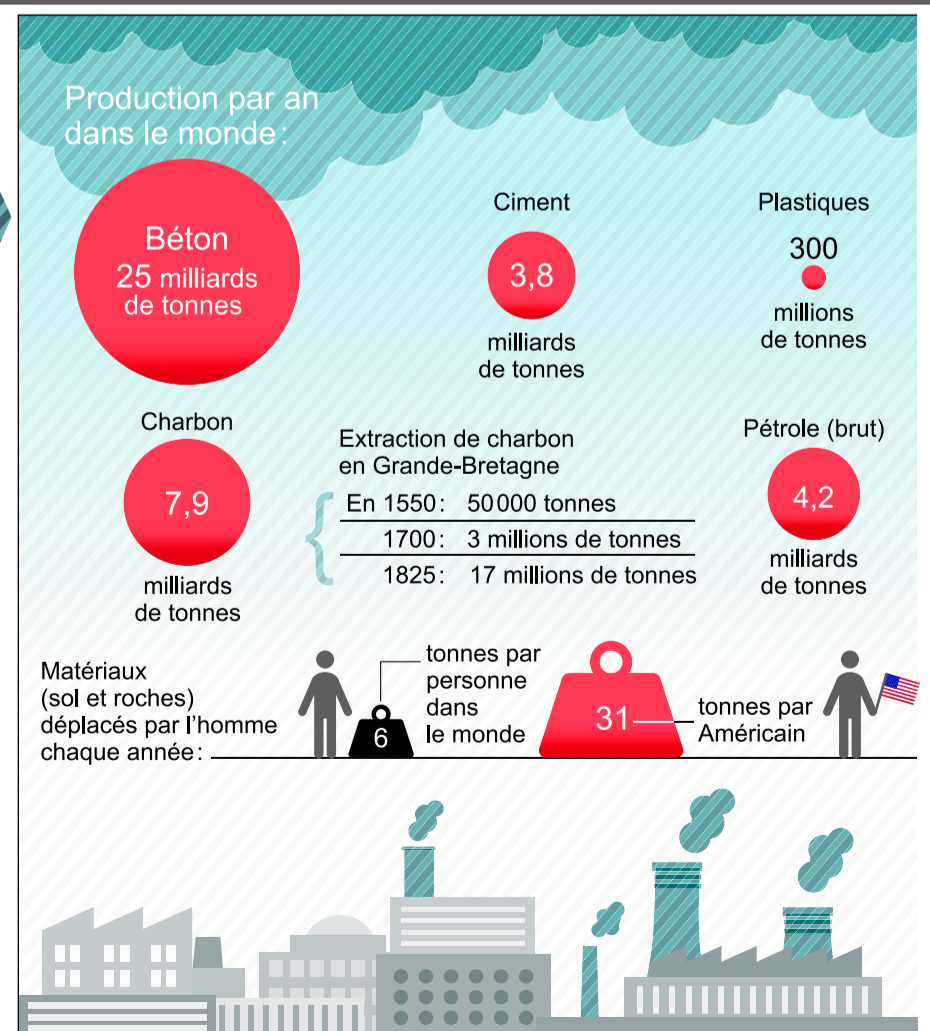 Production par an
dans le monde :
Béton
25 milliards
de tonnes
Ciment
3,8
milliards
de tonnes
Plastiques
300
millions
de tonnes
Charbon
7,9
milliards
de tonnes
Extraction de charbon
en Grande-Bretagne
En 1550 : 50 000 tonnes
1700 : 3 millions de tonnes
1825 : 17 millions de tonnes
Pétrole (brut)
4,2
milliards
de tonnes
Matériaux
(sol et roches)
déplacés par l’homme
chaque année :
6
tonnes par
personne
dans
le monde
31
tonnes par
Américain